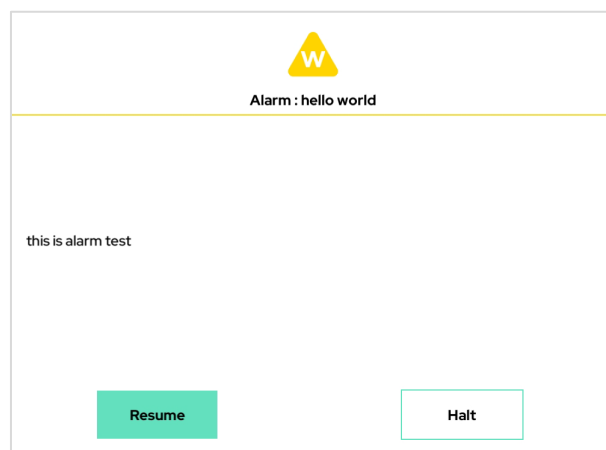 W
Alarm : hello world
this is alarm test
Resume
Halt